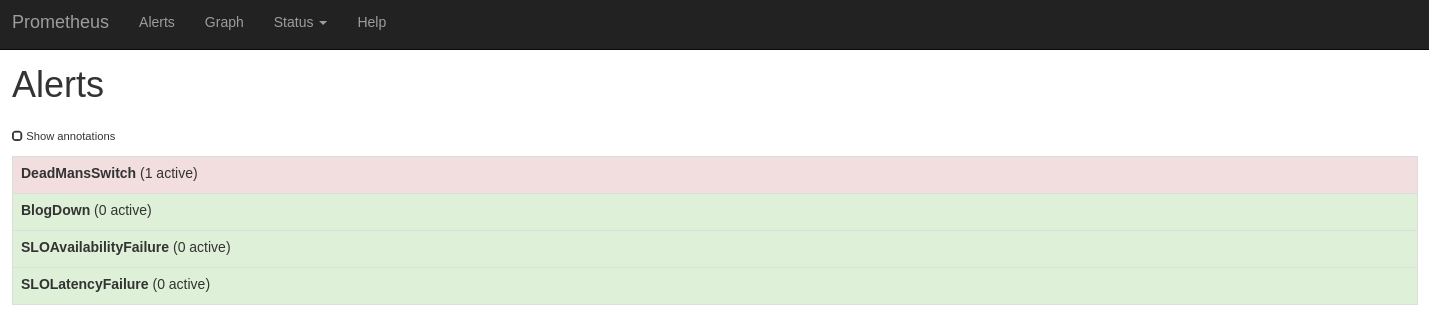 Prometheus Alerts Graph Status Help
Alerts
Show annotations
DeadMansSwitch (1 active)
BlogDown (0 active)
SLOAvailabilityFailure (0 active)
SLOLatencyFailure (0 active)